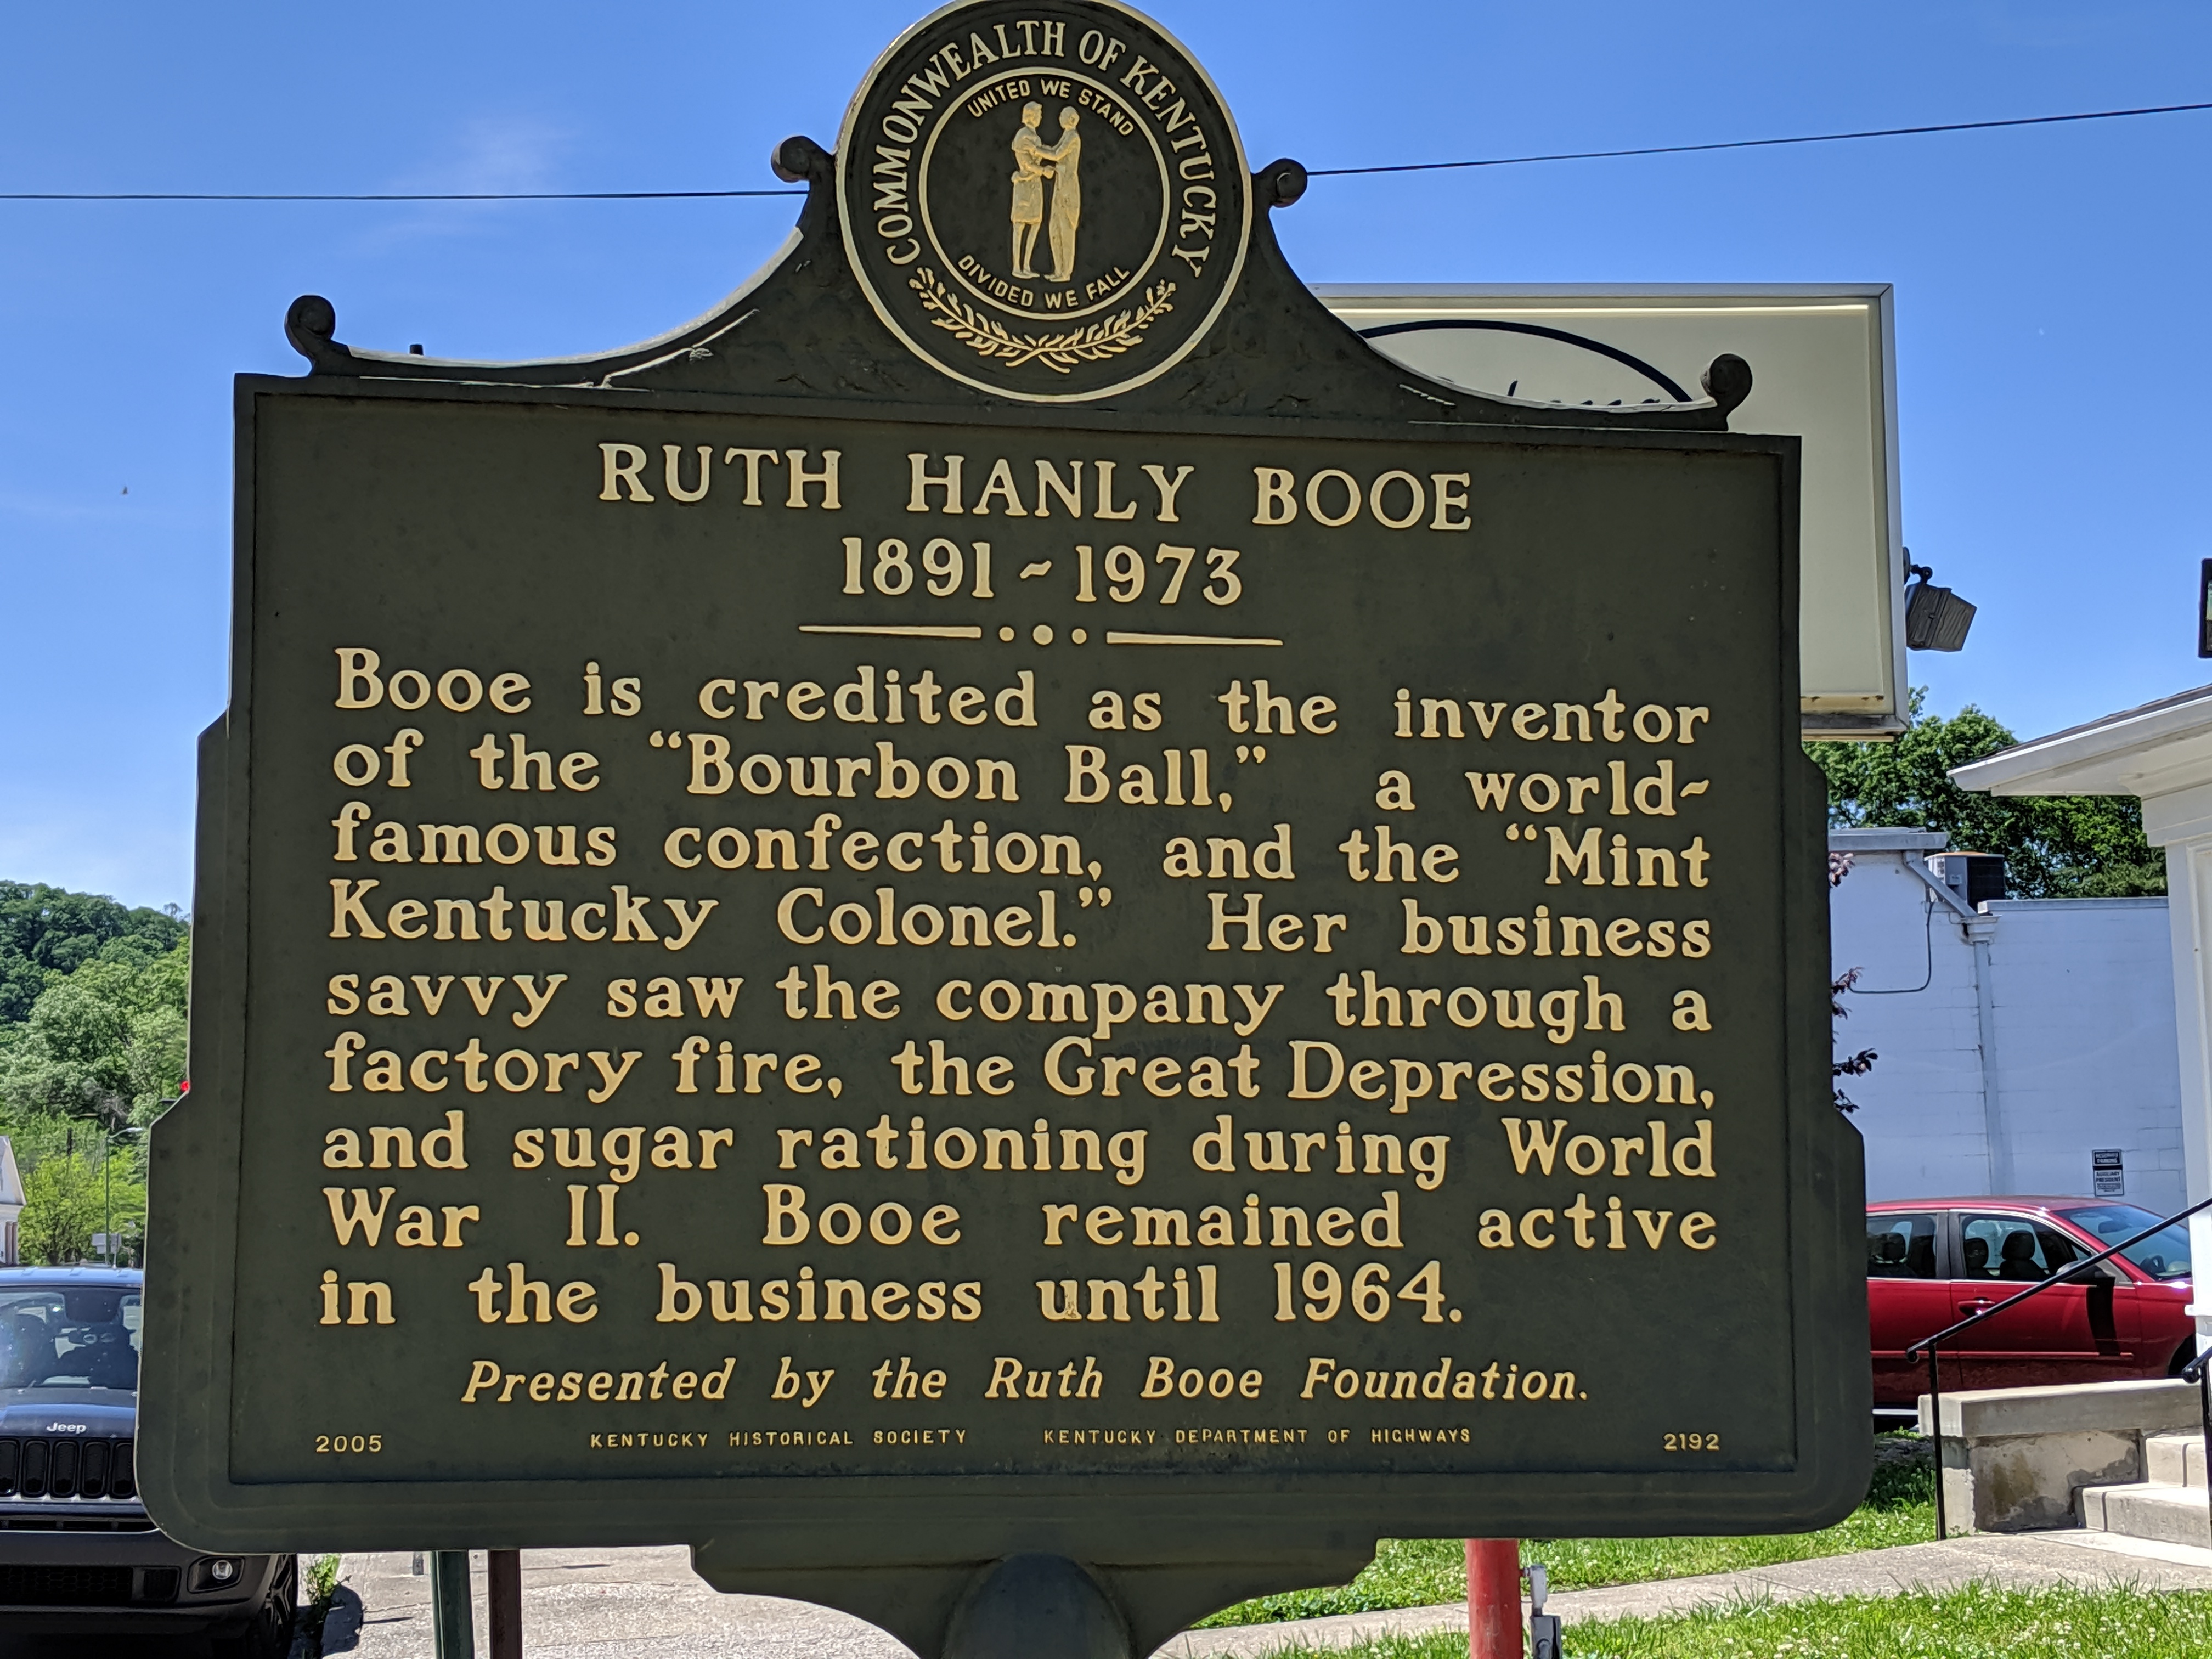 COMMONWEALTH OF KENTUCKY
UNITED WE STAND
DIVIDED WE FALL
RUTH HANLY BOOE
1891 ~ 1973
Booe is credited as the inventor
of the “Bourbon Ball,” a world~
famous confection, and the “Mint
Kentucky Colonel.” Her business
savvy saw the company through a
factory fire, the Great Depression,
and sugar rationing during World
War II. Booe remained active
in the business until 1964.
Presented by the Ruth Booe Foundation.
2005 KENTUCKY HISTORICAL SOCIETY KENTUCKY DEPARTMENT OF HIGHWAYS 2192
Jeep